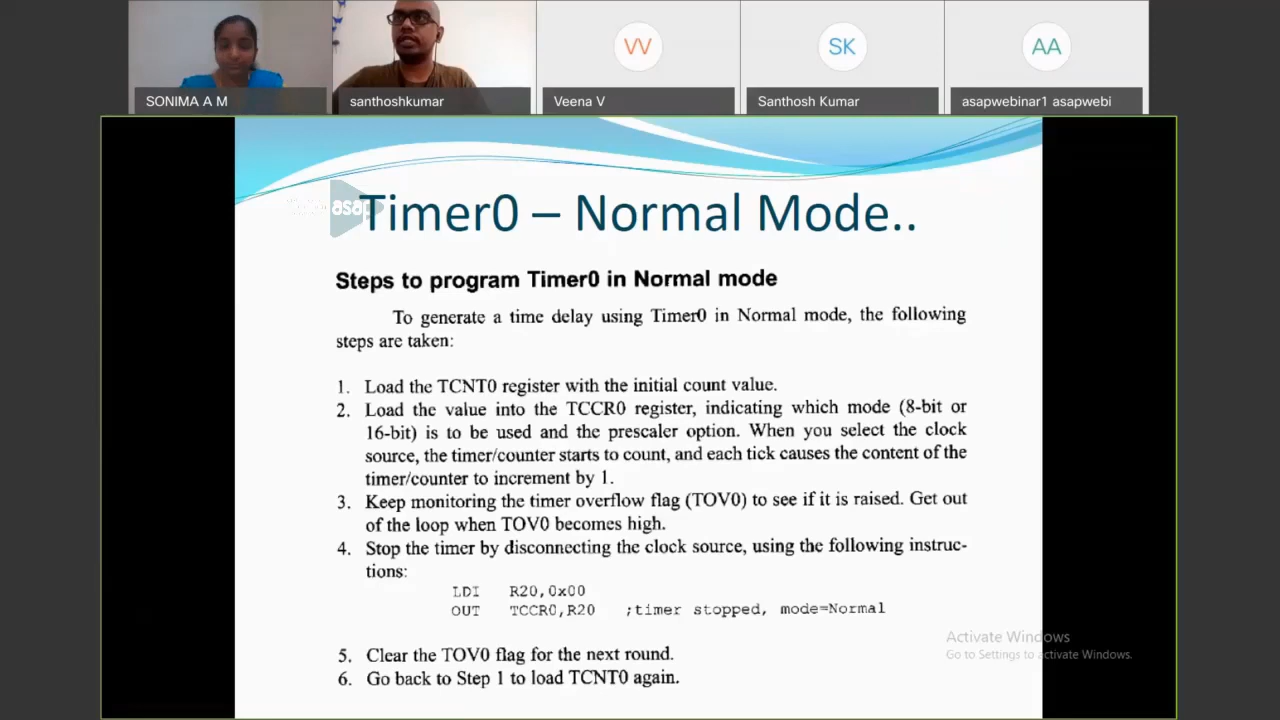 SONIMA A M
santhoshkumar
VV
Veena V
SK
Santhosh Kumar
AA
asapwebinar1 asapwebi
asap
Timer0 – Normal Mode..
Steps to program Timer0 in Normal mode
To generate a time delay using Timer0 in Normal mode, the following
steps are taken:
1. Load the TCNT0 register with the initial count value.
2. Load the value into the TCCR0 register, indicating which mode (8-bit or
16-bit) is to be used and the prescaler option. When you select the clock
source, the timer/counter starts to count, and each tick causes the content of the
timer/counter to increment by 1.
3. Keep monitoring the timer overflow flag (TOV0) to see if it is raised. Get out
of the loop when TOV0 becomes high.
4. Stop the timer by disconnecting the clock source, using the following instruc-
tions:
LDI R20,0x00
OUT TCCR0,R20 ;timer stopped, mode=Normal
5. Clear the TOV0 flag for the next round.
6. Go back to Step 1 to load TCNT0 again.
Activate Windows
Go to Settings to activate Windows.